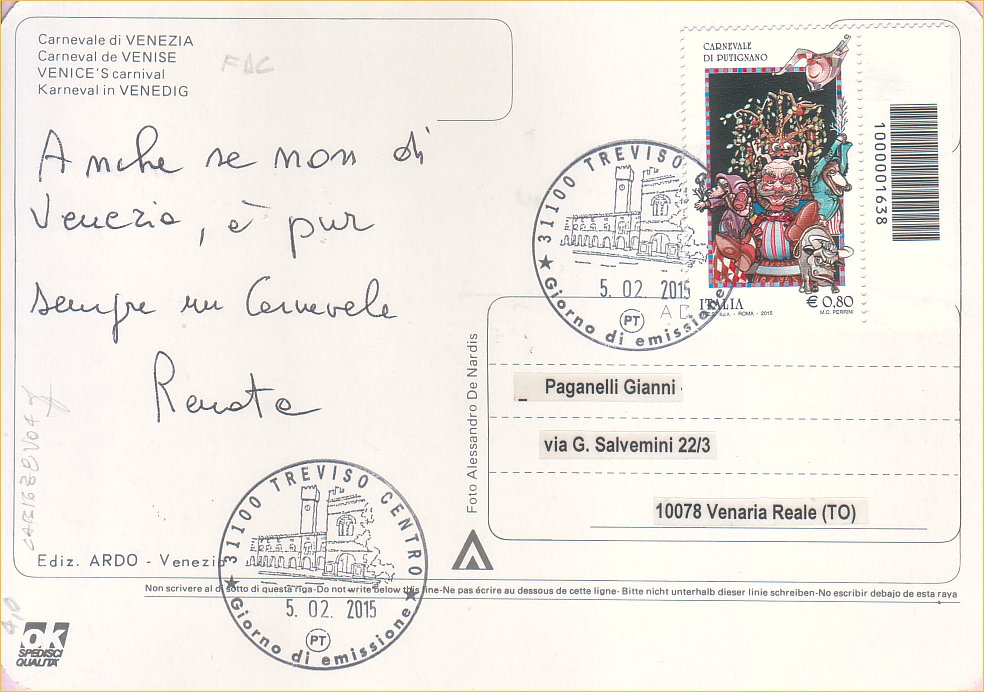 Carnevale di VENEZIA
Carneval de VENISE
VENICE'S carnival
Karneval in VENEDIG
FDC
Anche se non di
Venezia, è pur
sempre un Carnevale
Renata
Ediz. ARDO - Venezia
Foto Alessandro De Nardis
CARNEVALE
DI PUTIGNANO
ITALIA
€ 0,80
I.P.Z.S. S.p.A. - ROMA - 2015
M.C. PERRINI
1000001638
31100 TREVISO C
5. 02. 2015
PT
Giorno di emissione
Paganelli Gianni
via G. Salvemini 22/3
10078 Venaria Reale (TO)
31100 TREVISO CENTRO
5. 02. 2015
PT
Giorno di emissione
Non scrivere al di sotto di questa riga-Do not write below this line-Ne pas écrire au dessous de cette ligne- Bitte nicht unterhalb dieser linie schreiben-No escribir debajo de esta raya
ok
SPEDISCI
QUALITA'